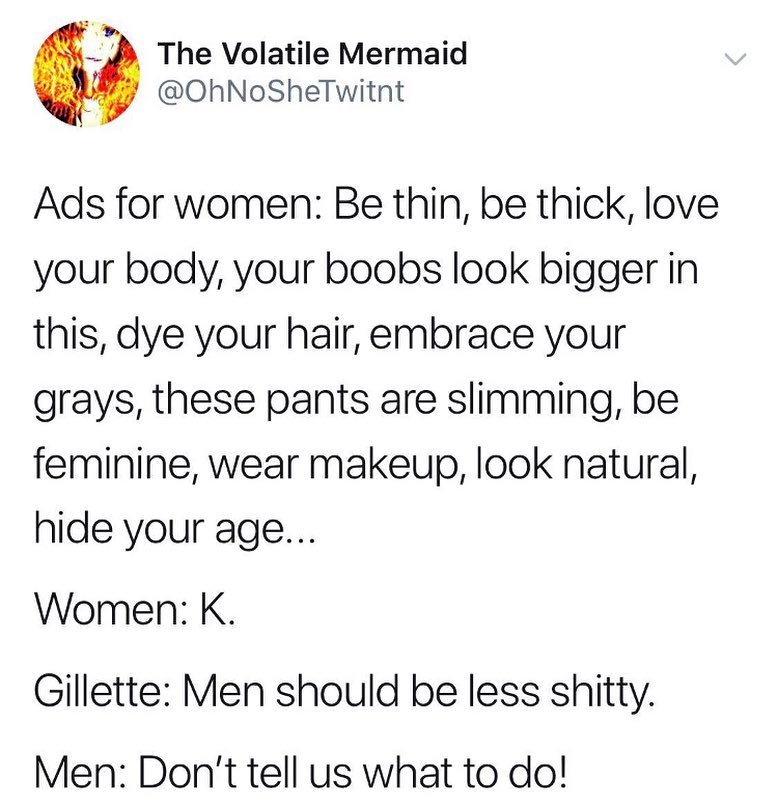 The Volatile Mermaid
@OhNoSheTwitnt
Ads for women: Be thin, be thick, love
your body, your boobs look bigger in
this, dye your hair, embrace your
grays, these pants are slimming, be
feminine, wear makeup, look natural,
hide your age...
Women: K.
Gillette: Men should be less shitty.
Men: Don't tell us what to do!